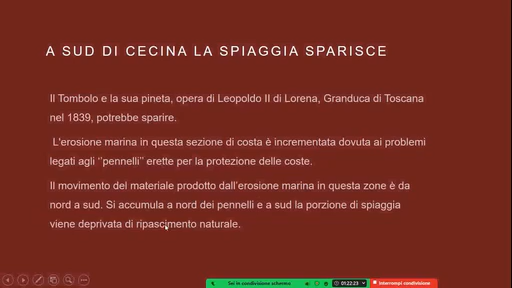 A SUD DI CECINA LA SPIAGGIA SPARISCE
Il Tombolo e la sua pineta, opera di Leopoldo II di Lorena, Granduca di Toscana
nel 1839, potrebbe sparire.
L'erosione marina in questa sezione di costa è incrementata dovuta ai problemi
legati agli ‘‘pennelli’’ erette per la protezione delle coste.
Il movimento del materiale prodotto dall’erosione marina in questa zone è da
nord a sud. Si accumula a nord dei pennelli e a sud la porzione di spiaggia
viene deprivata di ripascimento naturale.
Sei in condivisione schermo 01:22:23 Interrompi condivisione